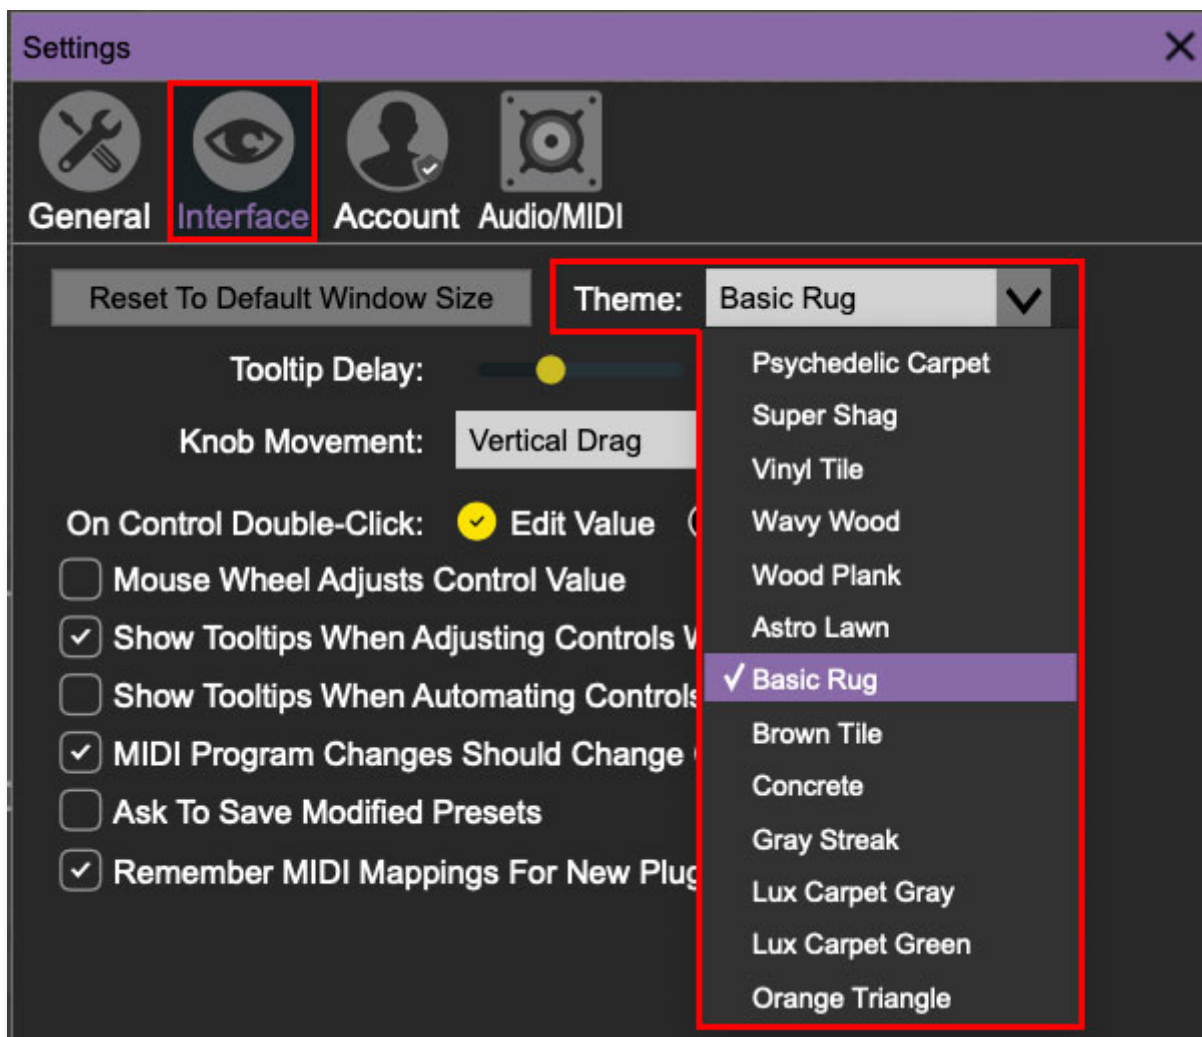 Settings
General Interface Account Audio/MIDI
Reset To Default Window Size Theme: Basic Rug
Tooltip Delay:
Knob Movement: Vertical Drag
On Control Double-Click: Edit Value
Mouse Wheel Adjusts Control Value
Show Tooltips When Adjusting Controls
Show Tooltips When Automating Controls
MIDI Program Changes Should Change
Ask To Save Modified Presets
Remember MIDI Mappings For New
Psychedelic Carpet
Super Shag
Vinyl Tile
Wavy Wood
Wood Plank
Astro Lawn
Basic Rug
Brown Tile
Concrete
Gray Streak
Lux Carpet Gray
Lux Carpet Green
Orange Triangle